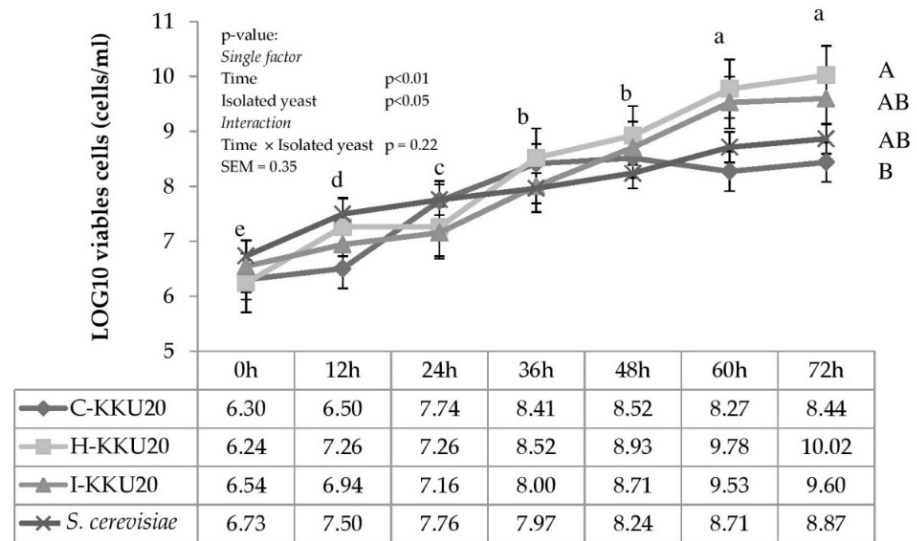 LOG10 viables cells (cells/ml)
11
10
9
8
7
6
5
p-value:
Single factor
Time p<0.01
Isolated yeast p<0.05
Interaction
Time × Isolated yeast p = 0.22
SEM = 0.35
e
d
c
b
b
a
a
A
AB
AB
B
0h 12h 24h 36h 48h 60h 72h
C-KKU20 6.30 6.50 7.74 8.41 8.52 8.27 8.44
H-KKU20 6.24 7.26 7.26 8.52 8.93 9.78 10.02
I-KKU20 6.54 6.94 7.16 8.00 8.71 9.53 9.60
S. cerevisiae 6.73 7.50 7.76 7.97 8.24 8.71 8.87